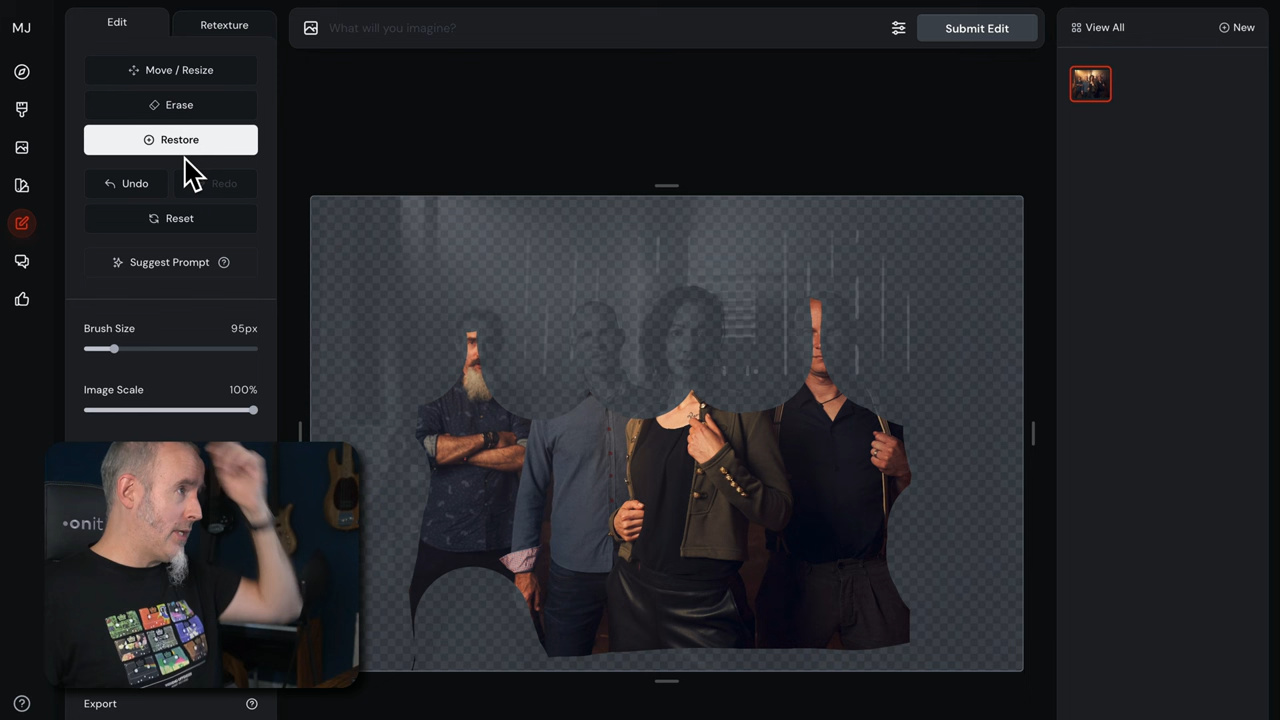 MJ
Edit
Retexture
What will you imagine?
Submit Edit
View All
New
Move / Resize
Erase
Restore
Undo
Redo
Reset
Suggest Prompt
Brush Size
95px
Image Scale
100%
•onit
Export